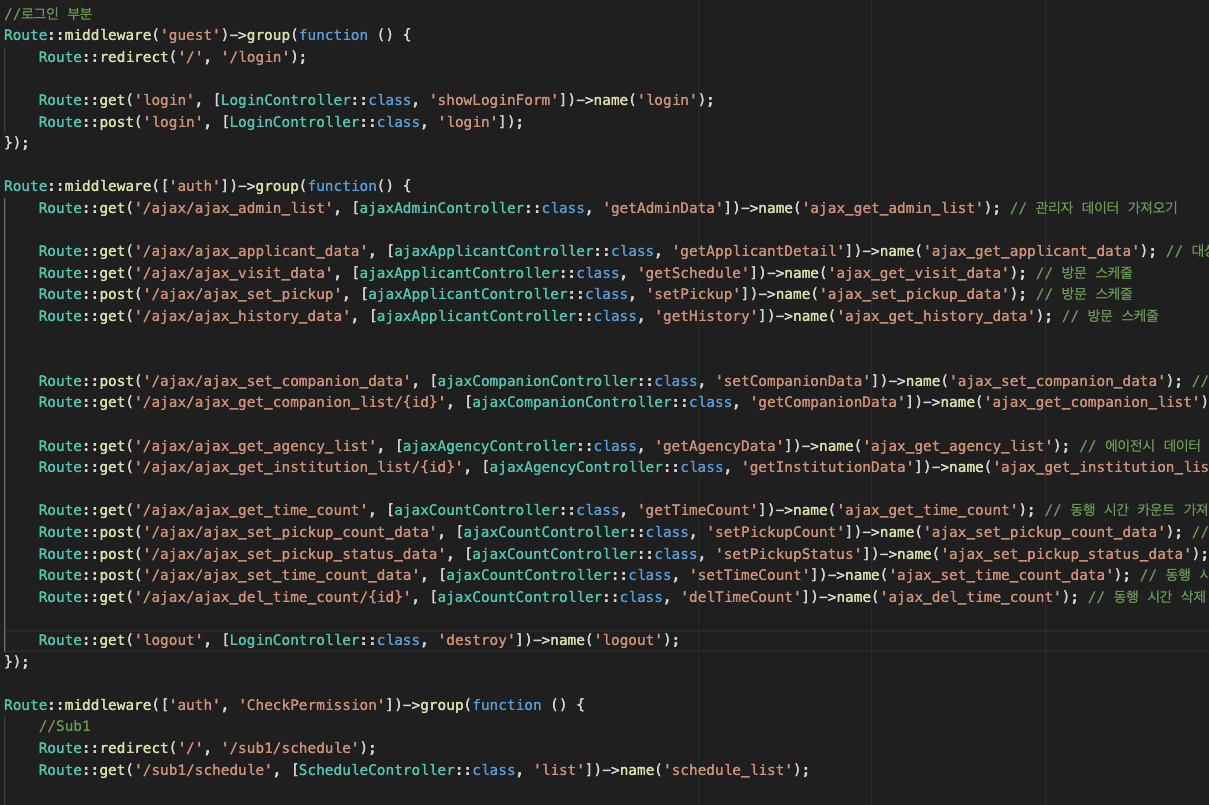 //로그인 부분
Route::middleware('guest')->group(function () {
Route::redirect('/', '/login');
Route::get('login', [LoginController::class, 'showLoginForm'])->name('login');
Route::post('login', [LoginController::class, 'login']);
});
Route::middleware(['auth'])->group(function() {
Route::get('/ajax/ajax_admin_list', [ajaxAdminController::class, 'getAdminData'])->name('ajax_get_admin_list'); // 관리자 데이터 가져오기
Route::get('/ajax/ajax_applicant_data', [ajaxApplicantController::class, 'getApplicantDetail'])->name('ajax_get_applicant_data'); //
Route::get('/ajax/ajax_visit_data', [ajaxApplicantController::class, 'getSchedule'])->name('ajax_get_visit_data'); // 방문 스케줄
Route::post('/ajax/ajax_set_pickup', [ajaxApplicantController::class, 'setPickup'])->name('ajax_set_pickup_data'); // 방문 스케줄
Route::get('/ajax/ajax_history_data', [ajaxApplicantController::class, 'getHistory'])->name('ajax_get_history_data'); // 방문 스케줄
Route::post('/ajax/ajax_set_companion_data', [ajaxCompanionController::class, 'setCompanionData'])->name('ajax_set_companion_data'); //
Route::get('/ajax/ajax_get_companion_list/{id}', [ajaxCompanionController::class, 'getCompanionData'])->name('ajax_get_companion_list')
Route::get('/ajax/ajax_get_agency_list', [ajaxAgencyController::class, 'getAgencyData'])->name('ajax_get_agency_list'); // 에이전시 데이터
Route::get('/ajax/ajax_get_institution_list/{id}', [ajaxAgencyController::class, 'getInstitutionData'])->name('ajax_get_institution_lis
Route::get('/ajax/ajax_get_time_count', [ajaxCountController::class, 'getTimeCount'])->name('ajax_get_time_count'); // 동행 시간 카운트 가져
Route::post('/ajax/ajax_set_pickup_count_data', [ajaxCountController::class, 'setPickupCount'])->name('ajax_set_pickup_count_data'); //
Route::post('/ajax/ajax_set_pickup_status_data', [ajaxCountController::class, 'setPickupStatus'])->name('ajax_set_pickup_status_data');
Route::post('/ajax/ajax_set_time_count_data', [ajaxCountController::class, 'setTimeCount'])->name('ajax_set_time_count_data'); // 동행 시
Route::get('/ajax/ajax_del_time_count/{id}', [ajaxCountController::class, 'delTimeCount'])->name('ajax_del_time_count'); // 동행 시간 삭제
Route::get('logout', [LoginController::class, 'destroy'])->name('logout');
});
Route::middleware(['auth', 'CheckPermission'])->group(function () {
//Sub1
Route::redirect('/', '/sub1/schedule');
Route::get('/sub1/schedule', [ScheduleController::class, 'list'])->name('schedule_list');